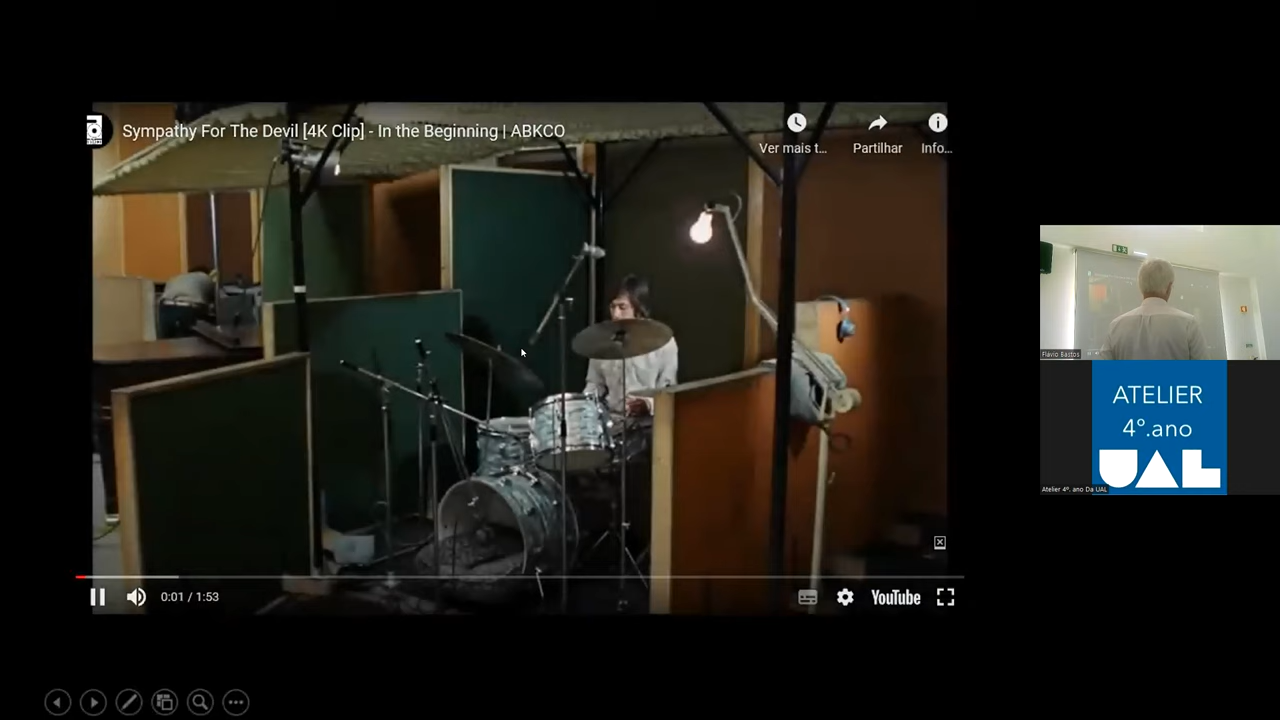 Sympathy For The Devil [4K Clip] - In the Beginning | ABKCO
Ver mais t...
Partilhar
Info...
0:01 / 1:53
YouTube
Flávio Bastos
ATELIER
4º.ano
UAL
Atelier 4º. ano Da UAL